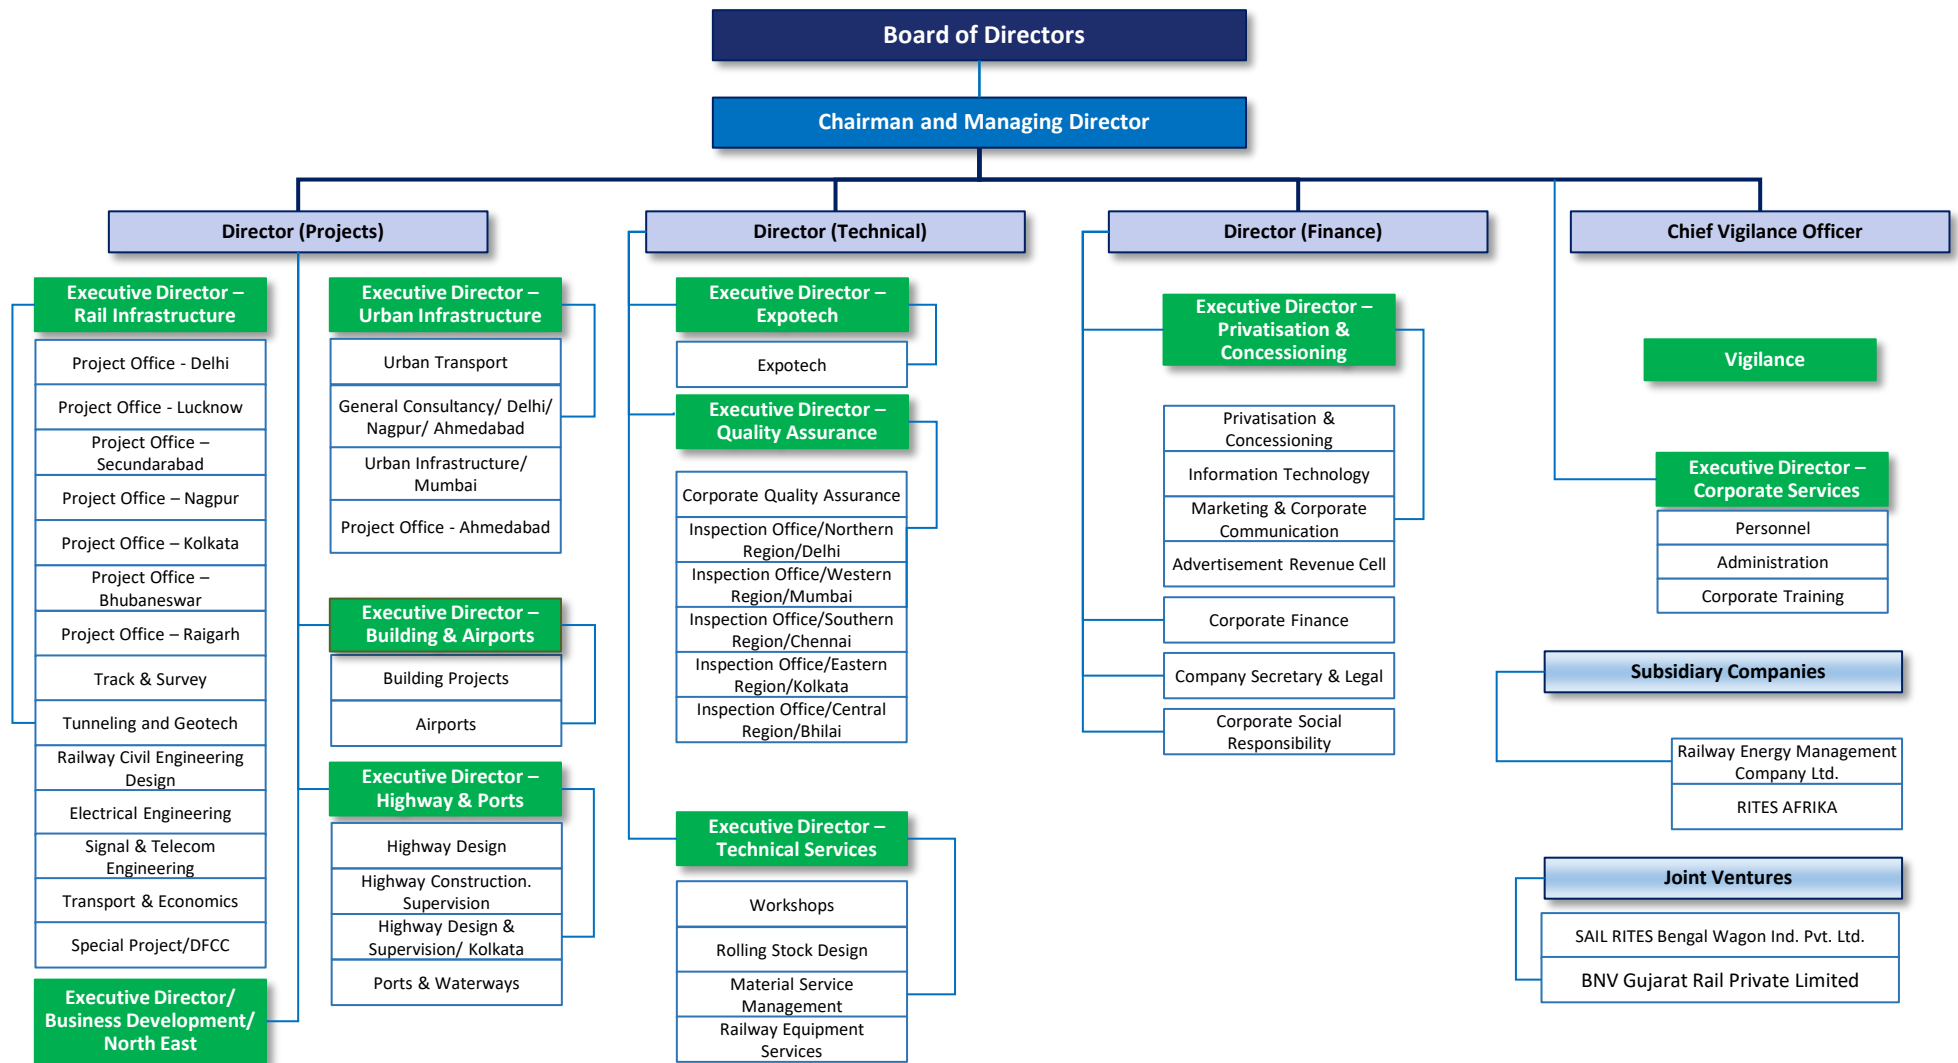 Board of Directors
Chairman and Managing Director
Director (Projects)
Director (Technical)
Director (Finance)
Chief Vigilance Officer
Executive Director –
Rail Infrastructure
Project Office - Delhi
Project Office - Lucknow
Project Office –
Secundarabad
Project Office – Nagpur
Project Office – Kolkata
Project Office –
Bhubaneswar
Project Office – Raigarh
Track & Survey
Tunneling and Geotech
Railway Civil Engineering
Design
Electrical Engineering
Signal & Telecom
Engineering
Transport & Economics
Special Project/DFCC
Executive Director/
Business Development/
North East
Executive Director –
Urban Infrastructure
Urban Transport
General Consultancy/ Delhi/
Nagpur/ Ahmedabad
Urban Infrastructure/
Mumbai
Project Office - Ahmedabad
Executive Director –
Building & Airports
Building Projects
Airports
Executive Director –
Highway & Ports
Highway Design
Highway Construction.
Supervision
Highway Design &
Supervision/ Kolkata
Ports & Waterways
Executive Director –
Expotech
Expotech
Executive Director –
Quality Assurance
Corporate Quality Assurance
Inspection Office/Northern
Region/Delhi
Inspection Office/Western
Region/Mumbai
Inspection Office/Southern
Region/Chennai
Inspection Office/Eastern
Region/Kolkata
Inspection Office/Central
Region/Bhilai
Executive Director –
Technical Services
Workshops
Rolling Stock Design
Material Service
Management
Railway Equipment
Services
Executive Director –
Privatisation &
Concessioning
Privatisation &
Concessioning
Information Technology
Marketing & Corporate
Communication
Advertisement Revenue Cell
Corporate Finance
Company Secretary & Legal
Corporate Social
Responsibility
Vigilance
Executive Director –
Corporate Services
Personnel
Administration
Corporate Training
Subsidiary Companies
Railway Energy Management
Company Ltd.
RITES AFRIKA
Joint Ventures
SAIL RITES Bengal Wagon Ind. Pvt. Ltd.
BNV Gujarat Rail Private Limited